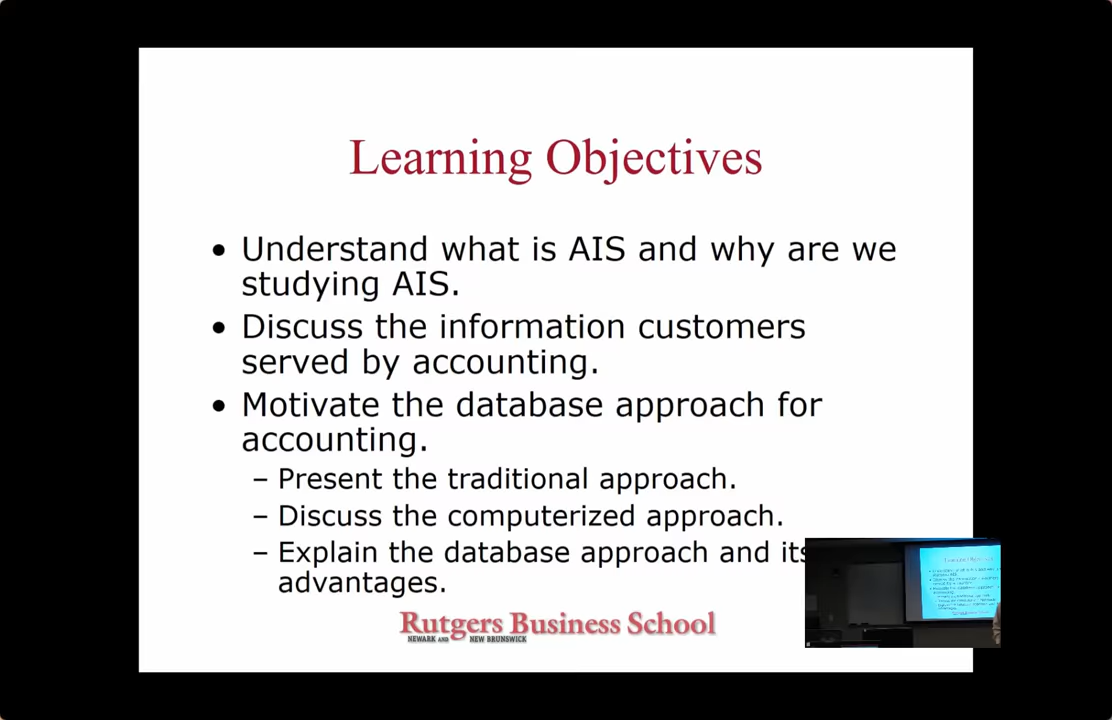 Learning Objectives
• Understand what is AIS and why are we
studying AIS.
• Discuss the information customers
served by accounting.
• Motivate the database approach for
accounting.
– Present the traditional approach.
– Discuss the computerized approach.
– Explain the database approach and its
advantages.
Rutgers Business School
NEWARK AND NEW BRUNSWICK
Learning Objectives